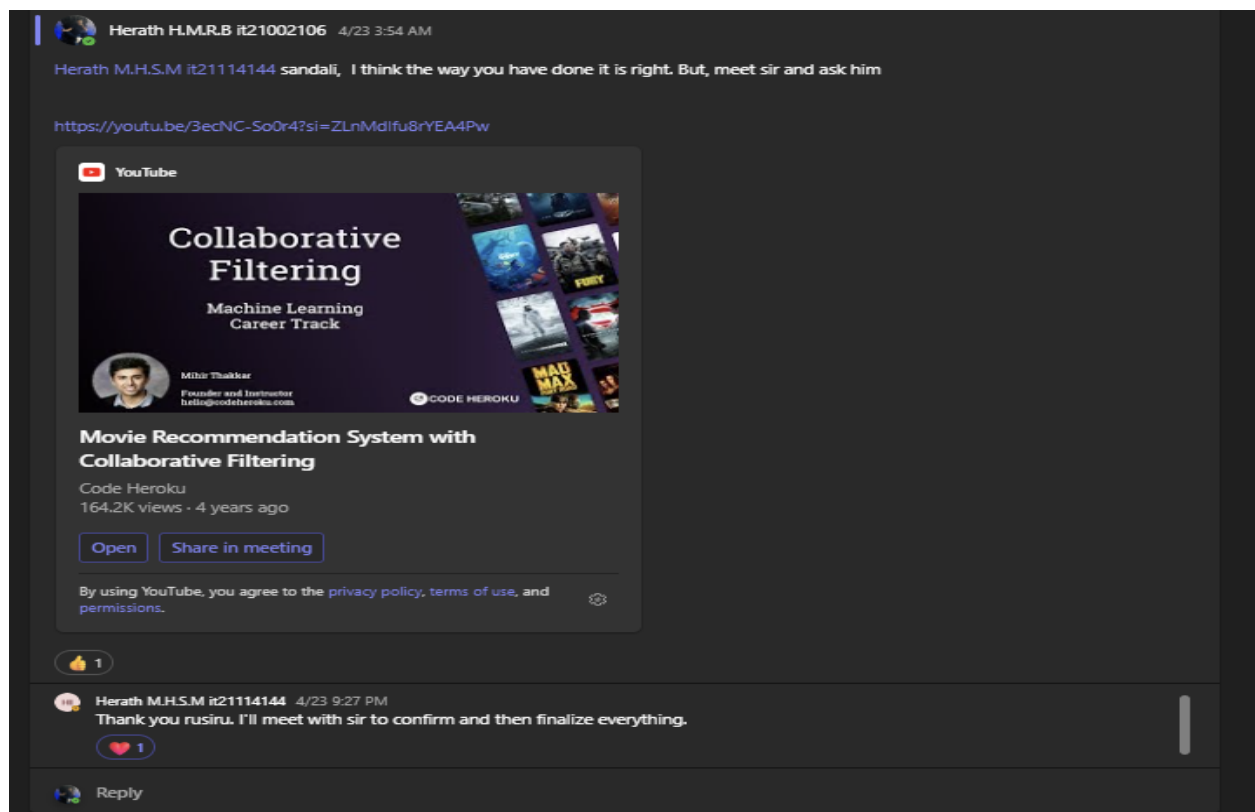 Herath H.M.R.B it21002106 4/23 3:54 AM
Herath M.H.S.M it21114144 sandali, I think the way you have done it is right. But, meet sir and ask him
https://youtu.be/3ecNC-So0r4?si=ZLnMdIfu8rYEA4Pw
YouTube
Collaborative
Filtering
Machine Learning
Career Track
Mihir Thakkar
Founder and Instructor
hello@codeheroku.com
CODE HEROKU
FURY
MAD
MAX
Movie Recommendation System with
Collaborative Filtering
Code Heroku
164.2K views · 4 years ago
Open Share in meeting
By using YouTube, you agree to the privacy policy, terms of use, and
permissions.
1
Herath M.H.S.M it21114144 4/23 9:27 PM
Thank you rusiru. I'll meet with sir to confirm and then finalize everything.
1
Reply